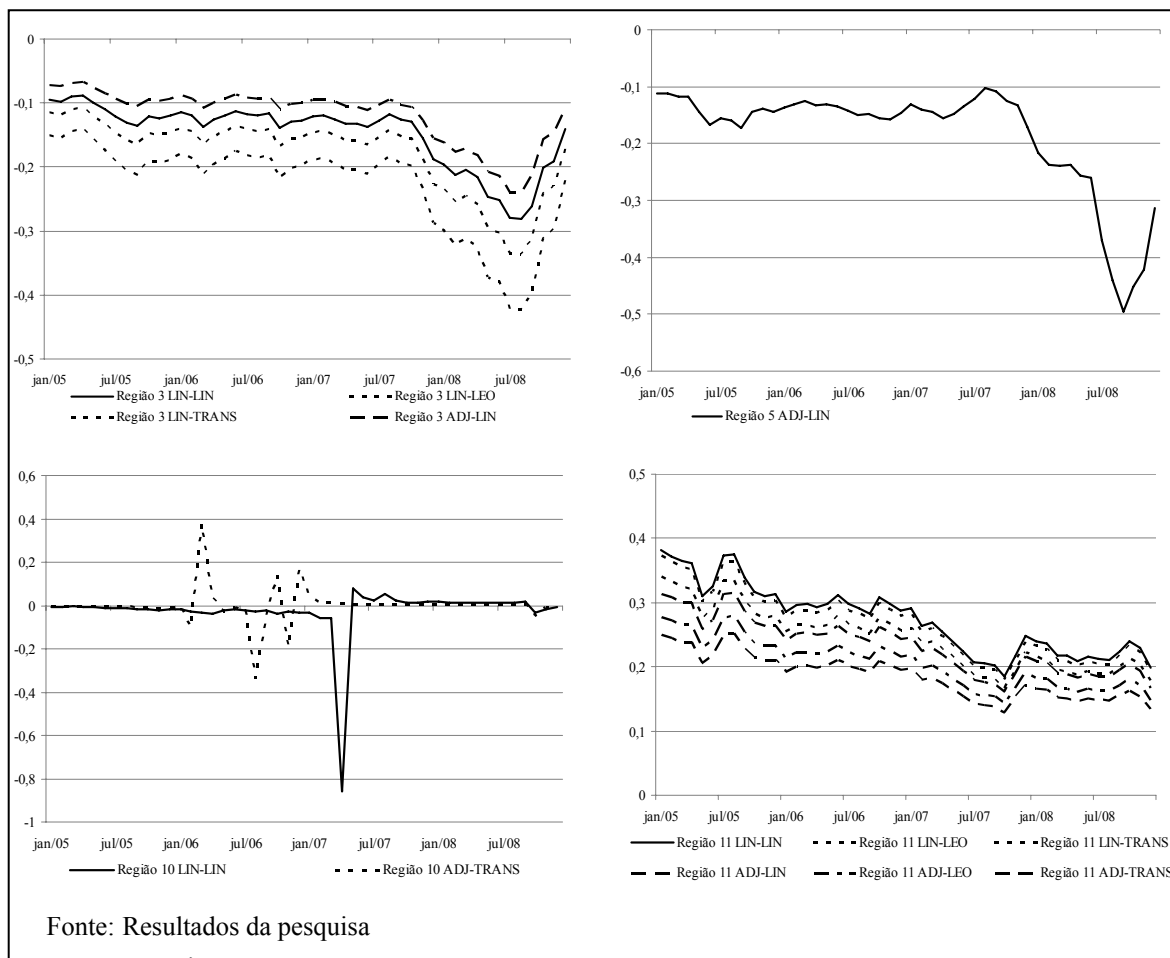 0
-0,1
-0,2
-0,3
-0,4
-0,5
jan/05 jul/05 jan/06 jul/06 jan/07 jul/07 jan/08 jul/08
Região 3 LIN-LIN Região 3 LIN-LEO
Região 3 LIN-TRANS Região 3 ADJ-LIN
0
-0,1
-0,2
-0,3
-0,4
-0,5
-0,6
jan/05 jul/05 jan/06 jul/06 jan/07 jul/07 jan/08 jul/08
Região 5 ADJ-LIN
0,6
0,4
0,2
0
-0,2
-0,4
-0,6
-0,8
-1
jan/05 jul/05 jan/06 jul/06 jan/07 jul/07 jan/08 jul/08
Região 10 LIN-LIN Região 10 ADJ-TRANS
0,5
0,4
0,3
0,2
0,1
0
jan/05 jul/05 jan/06 jul/06 jan/07 jul/07 jan/08 jul/08
Região 11 LIN-LIN Região 11 LIN-LEO Região 11 LIN-TRANS
Região 11 ADJ-LIN Região 11 ADJ-LEO Região 11 ADJ-TRANS
Fonte: Resultados da pesquisa